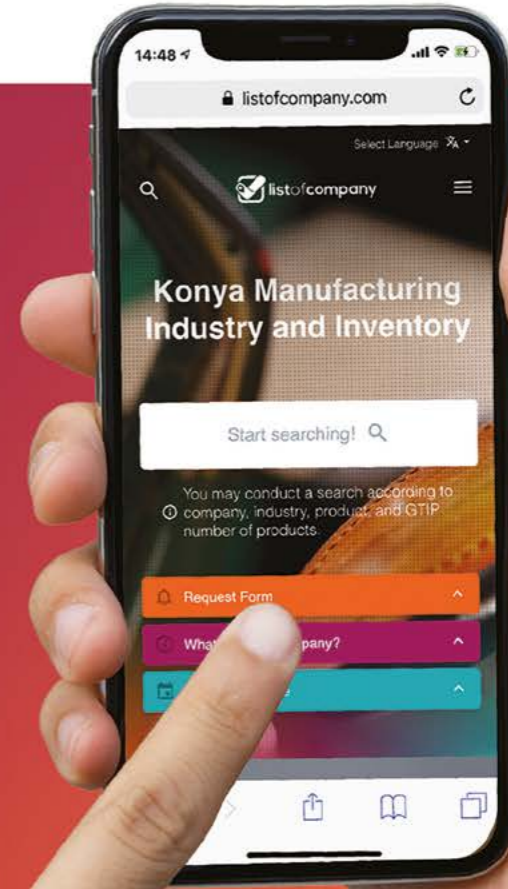 14:48
listofcompany.com
Select Language
listofcompany
Konya Manufacturing
Industry and Inventory
Start searching!
You may conduct a search according to
company, industry, product, and GTIP
number of products.
Request Form
What pany?